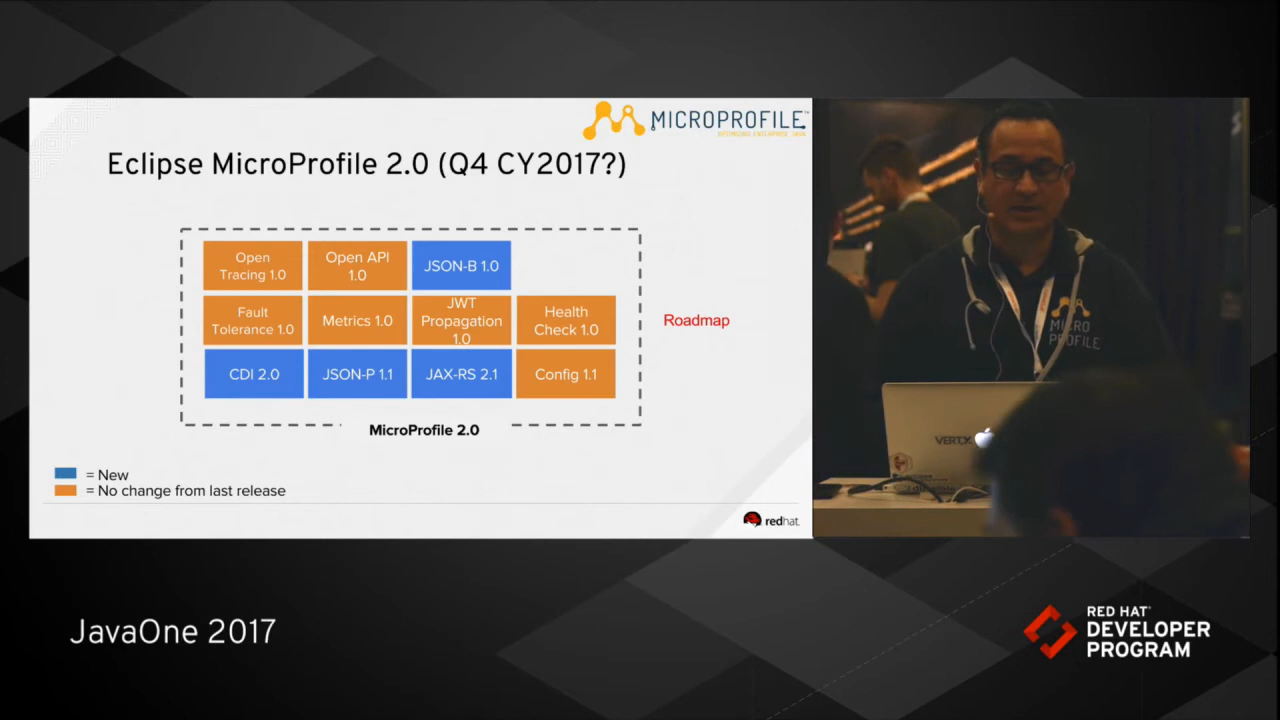 MICROPROFILE
OPTIMIZING ENTERPRISE JAVA
Eclipse MicroProfile 2.0 (Q4 CY2017?)
Open
Tracing 1.0
Open API
1.0
JSON-B 1.0
Fault
Tolerance 1.0
Metrics 1.0
JWT
Propagation
1.0
Health
Check 1.0
CDI 2.0
JSON-P 1.1
JAX-RS 2.1
Config 1.1
MicroProfile 2.0
Roadmap
= New
= No change from last release
redhat.
MICRO
PROFILE
VERT.X
JavaOne 2017
RED HAT
DEVELOPER
PROGRAM